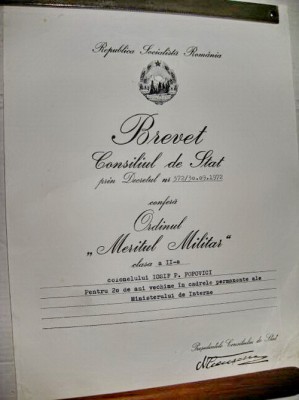 Republica Socialistă România
Brevet
Consiliul de Stat
prin Decretul nr.
conferă
Ordinul
„Meritul Militar“
clasa a II-a
colonelului IOSIF P. POPOVICI
Pentru 20 de ani vechime în cadrele permanente ale
Ministerului de Interne
Președintele Consiliului de Stat